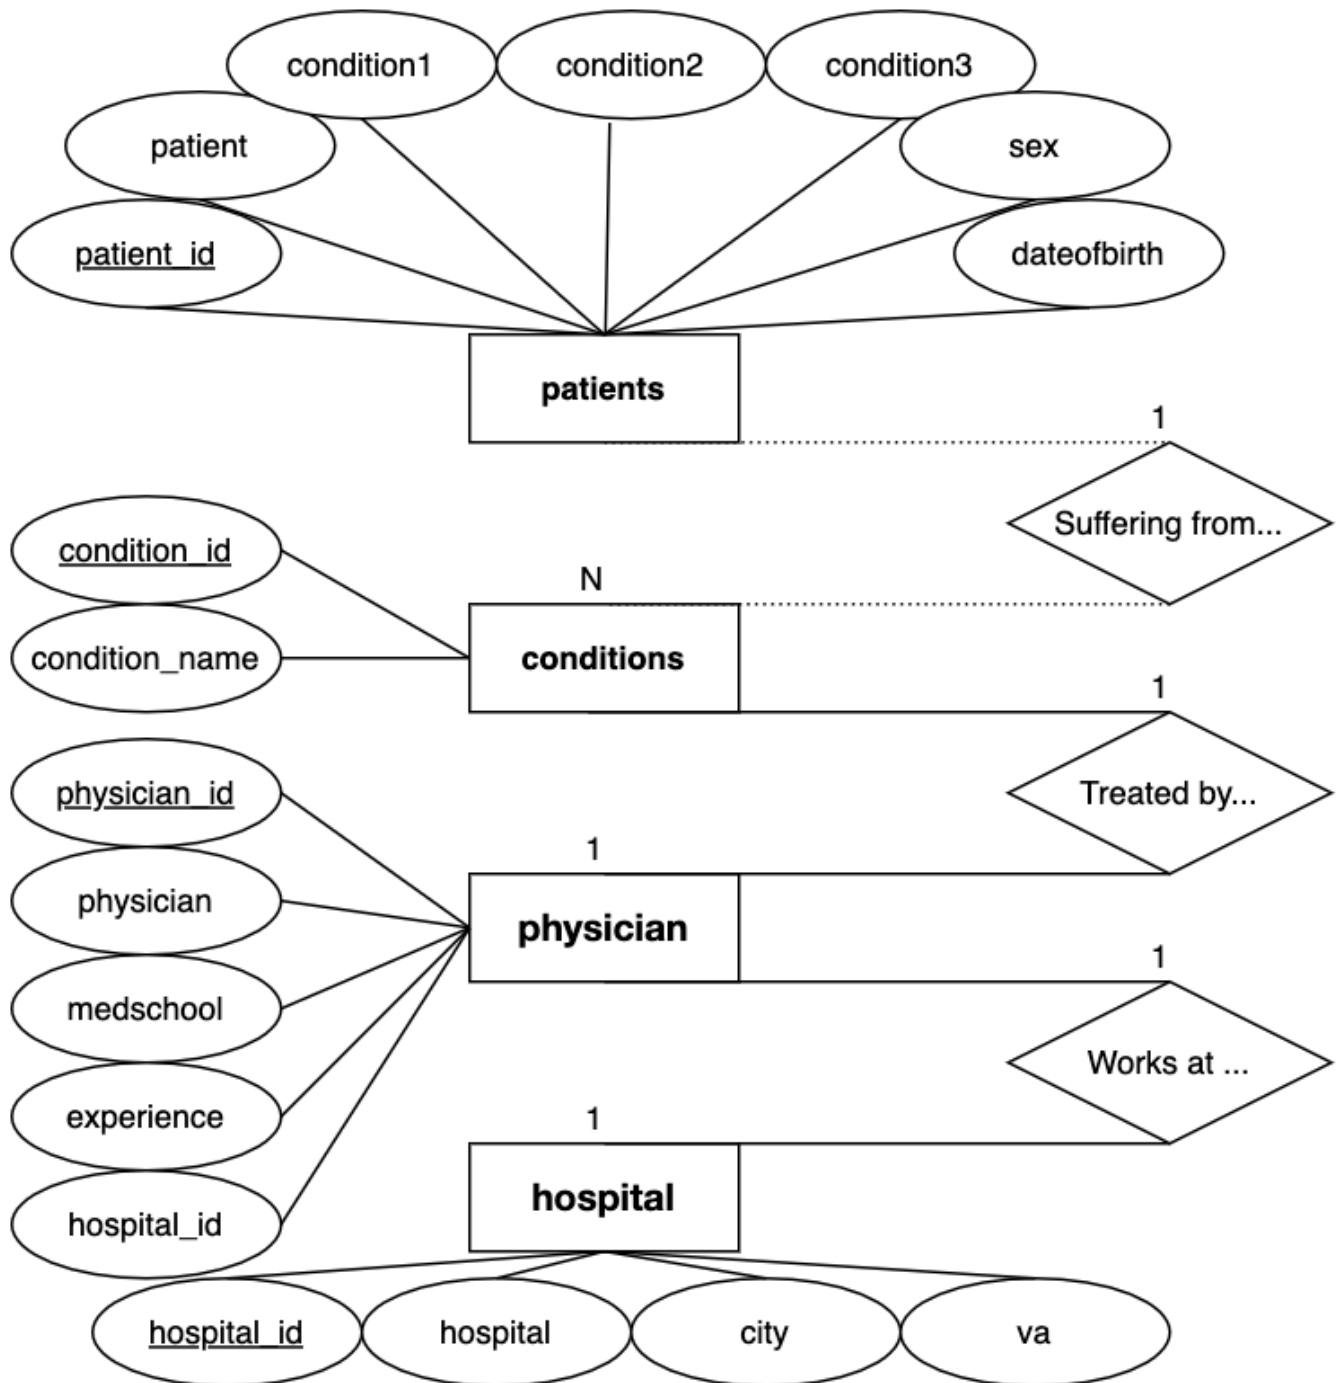 condition1
condition2
condition3
patient
sex
patient_id
dateofbirth
patients
1
Suffering from...
condition_id
N
condition_name
conditions
1
physician_id
Treated by...
1
physician
physician
1
medschool
Works at ...
experience
1
hospital_id
hospital
hospital_id
hospital
city
va